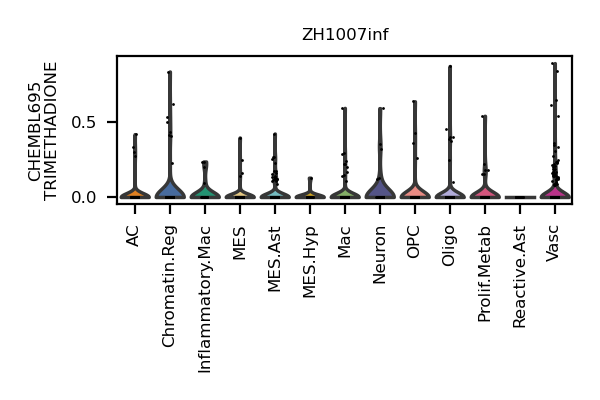 ZH1007inf
CHEMBL695
TRIMETHADIONE
0.5
0.0
AC
Chromatin.Reg
Inflammatory.Mac
MES
MES.Ast
MES.Hyp
Mac
Neuron
OPC
Oligo
Prolif.Metab
Reactive.Ast
Vasc